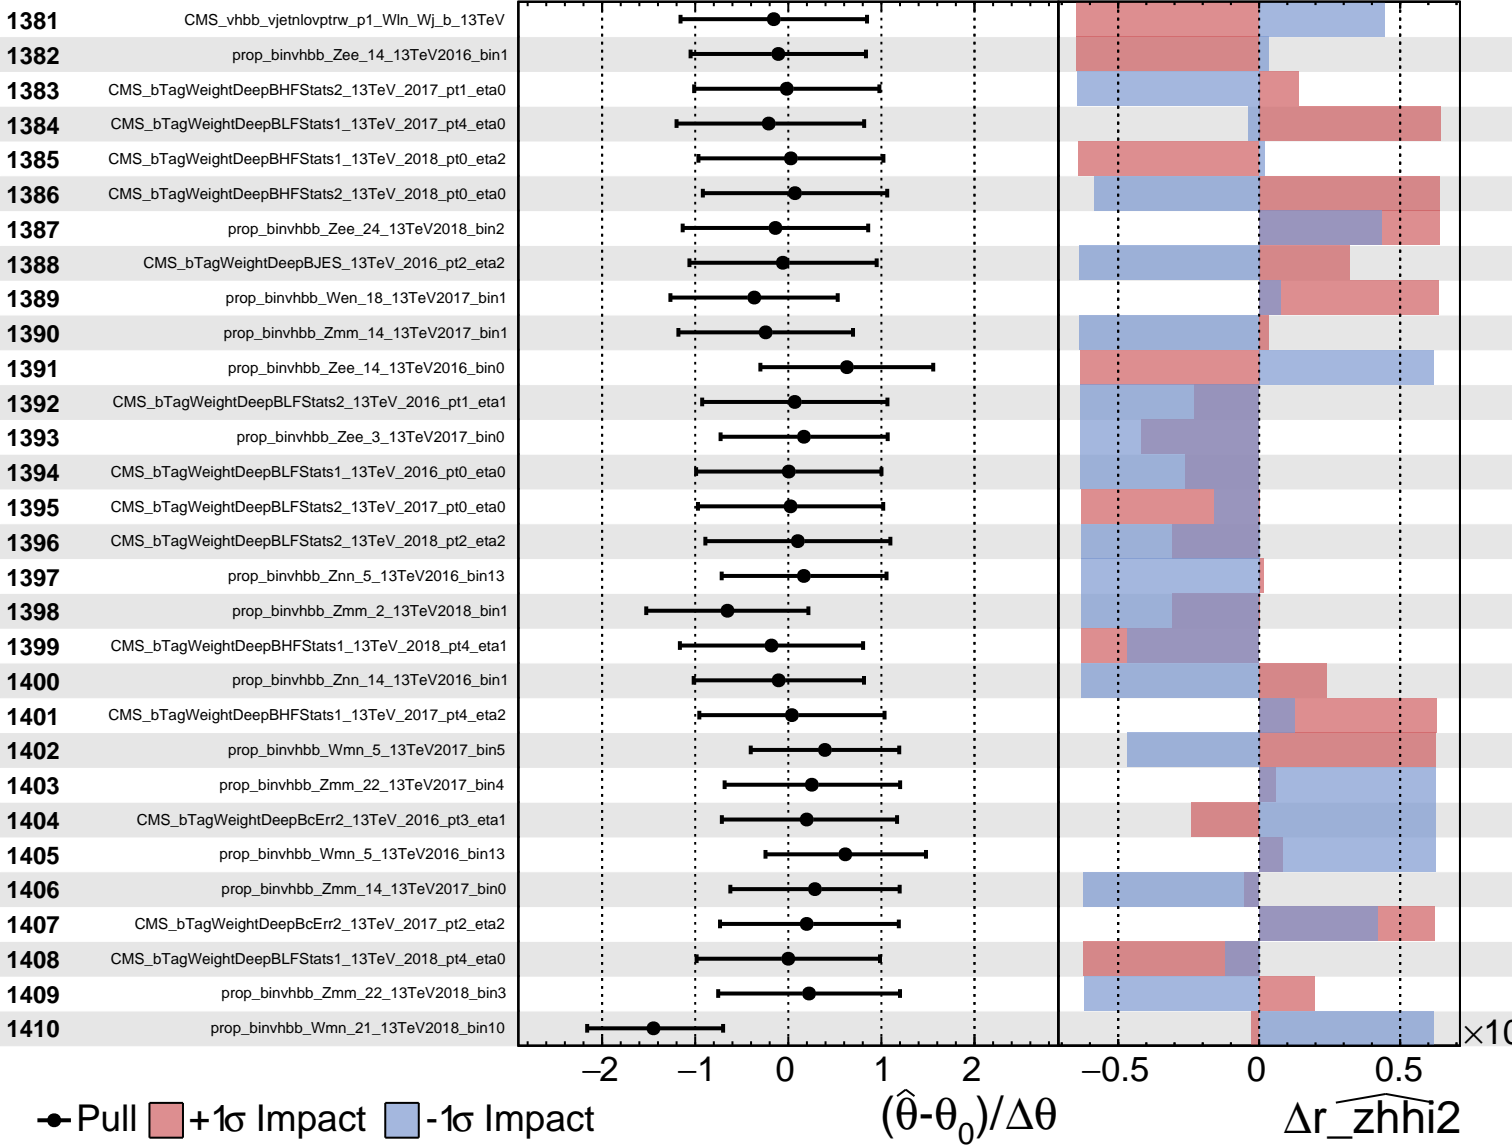 1381 CMS_vhbb_vjetnlovptrw_p1_Wln_Wj_b_13TeV
1382 prop_binvhbb_Zee_14_13TeV2016_bin1
1383 CMS_bTagWeightDeepBHFStats2_13TeV_2017_pt1_eta0
1384 CMS_bTagWeightDeepBLFStats1_13TeV_2017_pt4_eta0
1385 CMS_bTagWeightDeepBHFStats1_13TeV_2018_pt0_eta2
1386 CMS_bTagWeightDeepBHFStats2_13TeV_2018_pt0_eta0
1387 prop_binvhbb_Zee_24_13TeV2018_bin2
1388 CMS_bTagWeightDeepBJES_13TeV_2016_pt2_eta2
1389 prop_binvhbb_Wen_18_13TeV2017_bin1
1390 prop_binvhbb_Zmm_14_13TeV2017_bin1
1391 prop_binvhbb_Zee_14_13TeV2016_bin0
1392 CMS_bTagWeightDeepBLFStats2_13TeV_2016_pt1_eta1
1393 prop_binvhbb_Zee_3_13TeV2017_bin0
1394 CMS_bTagWeightDeepBLFStats1_13TeV_2016_pt0_eta0
1395 CMS_bTagWeightDeepBLFStats2_13TeV_2017_pt0_eta0
1396 CMS_bTagWeightDeepBLFStats2_13TeV_2018_pt2_eta2
1397 prop_binvhbb_Znn_5_13TeV2016_bin13
1398 prop_binvhbb_Zmm_2_13TeV2018_bin1
1399 CMS_bTagWeightDeepBHFStats1_13TeV_2018_pt4_eta1
1400 prop_binvhbb_Znn_14_13TeV2016_bin1
1401 CMS_bTagWeightDeepBHFStats1_13TeV_2017_pt4_eta2
1402 prop_binvhbb_Wmn_5_13TeV2017_bin5
1403 prop_binvhbb_Zmm_22_13TeV2017_bin4
1404 CMS_bTagWeightDeepBcErr2_13TeV_2016_pt3_eta1
1405 prop_binvhbb_Wmn_5_13TeV2016_bin13
1406 prop_binvhbb_Zmm_14_13TeV2017_bin0
1407 CMS_bTagWeightDeepBcErr2_13TeV_2017_pt2_eta2
1408 CMS_bTagWeightDeepBLFStats1_13TeV_2018_pt4_eta0
1409 prop_binvhbb_Zmm_22_13TeV2018_bin3
1410 prop_binvhbb_Wmn_21_13TeV2018_bin10
×10
−2 −1 0 1 2 −0.5 0 0.5
Pull +1σ Impact -1σ Impact (θ̂-θ₀)/Δθ Δr_zhhi2